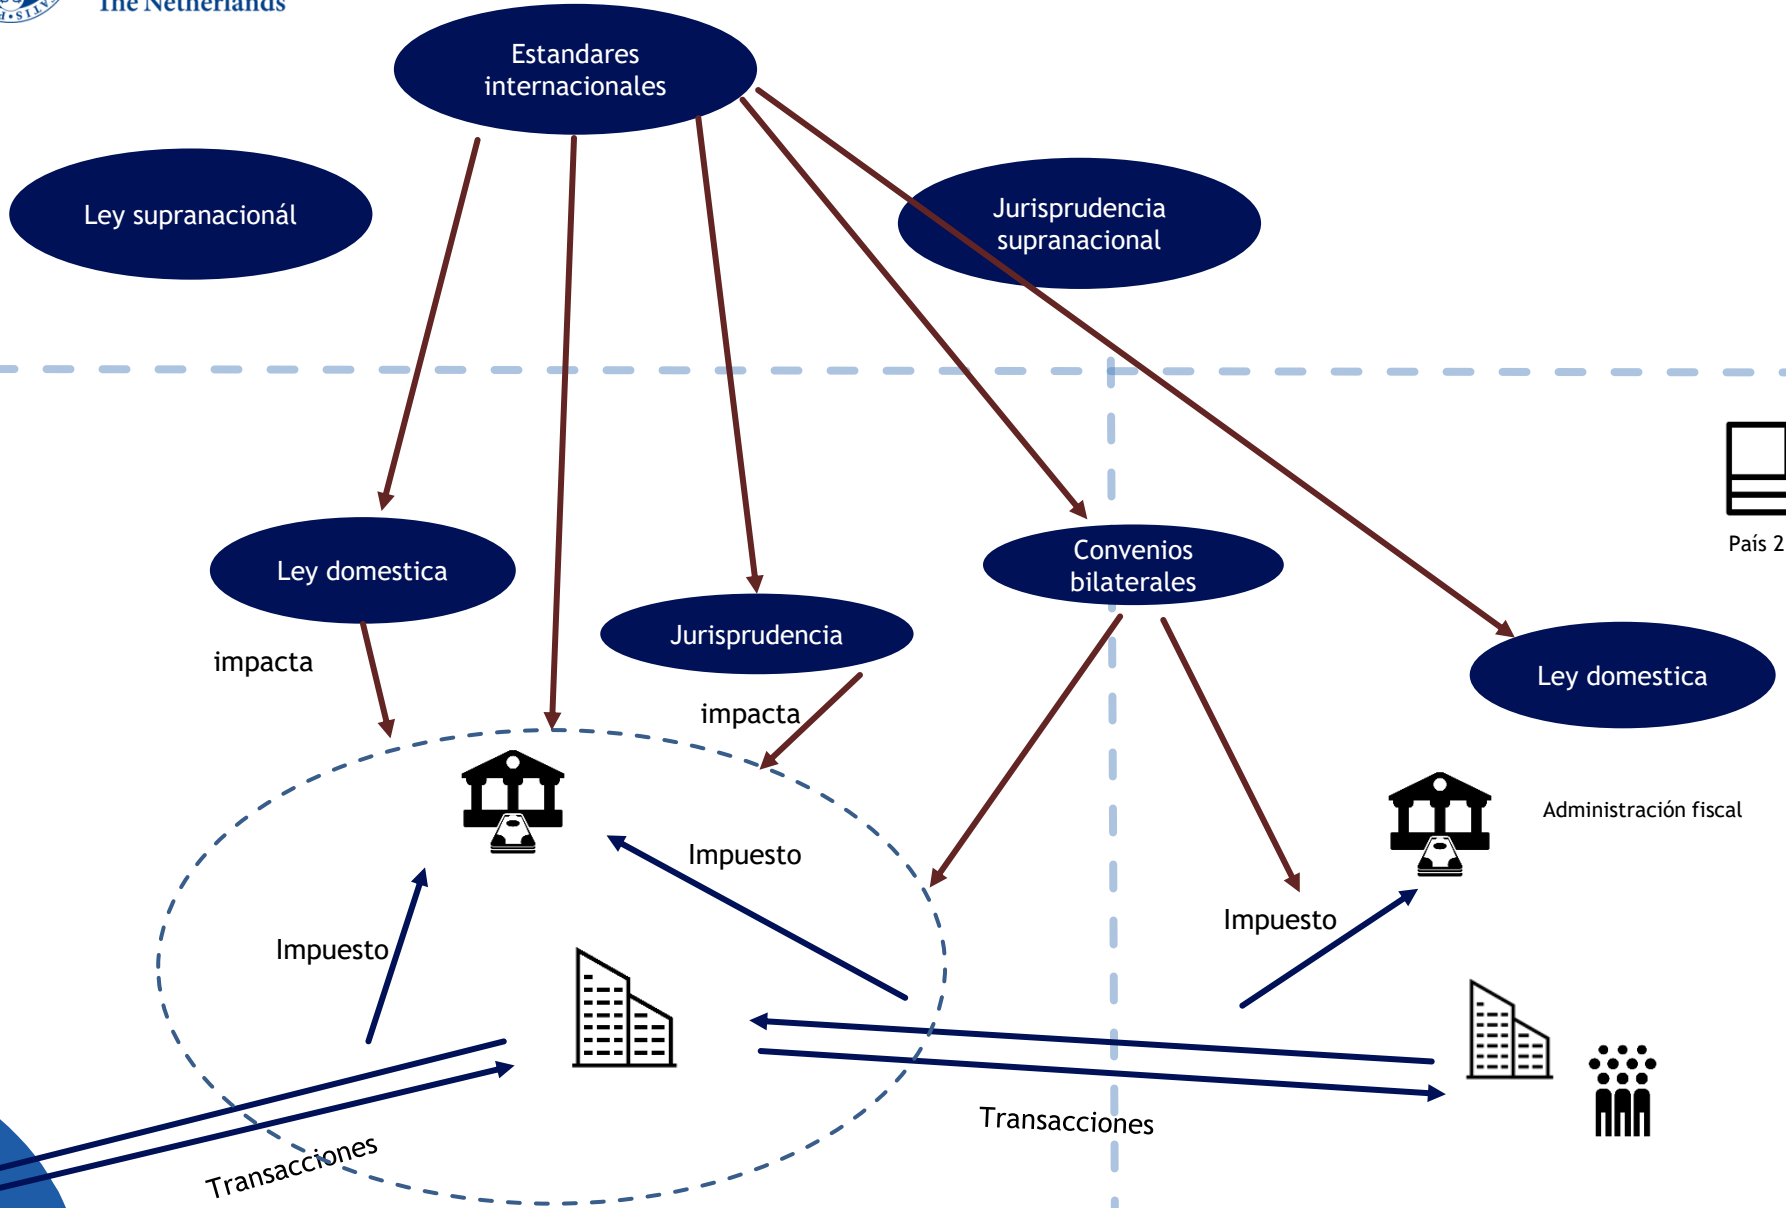 The Netherlands
Estandares
internacionales
Ley supranacionál
Jurisprudencia
supranacional
País 2
Ley domestica
Convenios
bilaterales
Jurisprudencia
impacta
Ley domestica
impacta
Administración fiscal
Impuesto
Impuesto
Impuesto
Transacciones
Transacciones